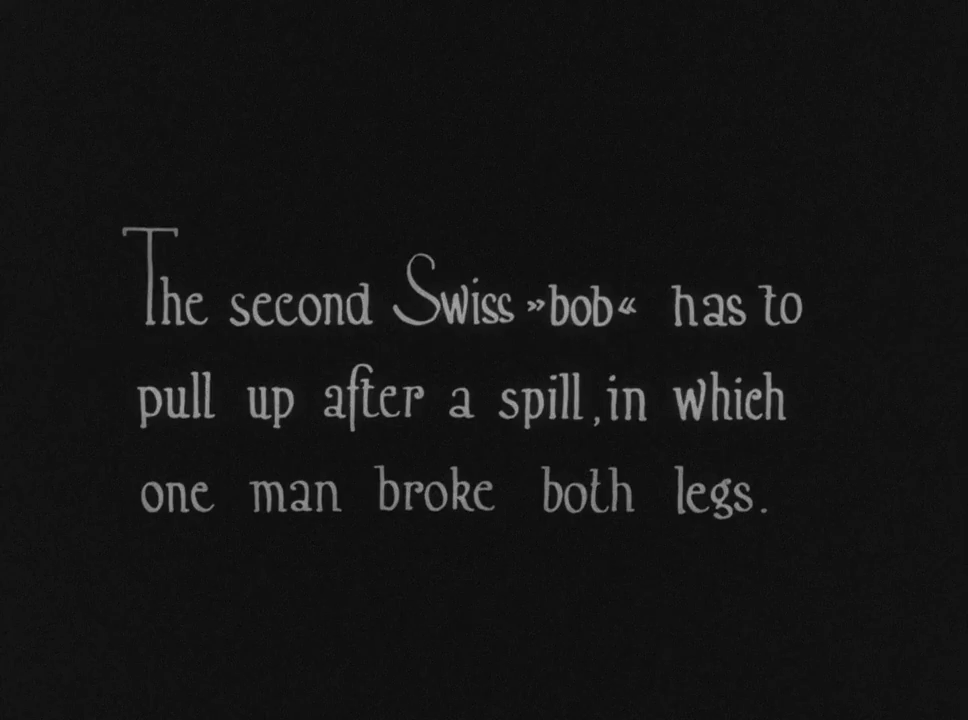 The second Swiss »bob« has to
pull up after a spill, in which
one man broke both legs.